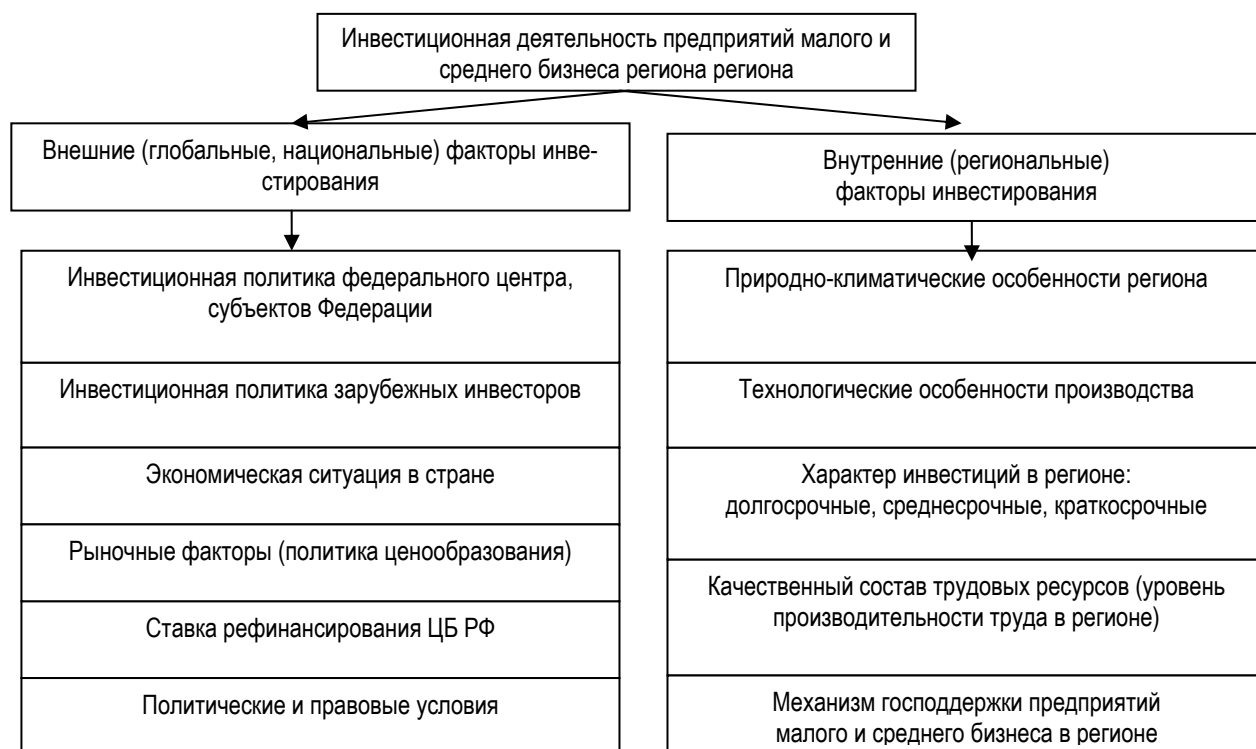 Инвестиционная деятельность предприятий малого и
среднего бизнеса региона региона
Внешние (глобальные, национальные) факторы инве-
стирования
Инвестиционная политика федерального центра,
субъектов Федерации
Инвестиционная политика зарубежных инвесторов
Экономическая ситуация в стране
Рыночные факторы (политика ценообразования)
Ставка рефинансирования ЦБ РФ
Политические и правовые условия
Внутренние (региональные)
факторы инвестирования
Природно-климатические особенности региона
Технологические особенности производства
Характер инвестиций в регионе:
долгосрочные, среднесрочные, краткосрочные
Качественный состав трудовых ресурсов (уровень
производительности труда в регионе)
Механизм господдержки предприятий
малого и среднего бизнеса в регионе